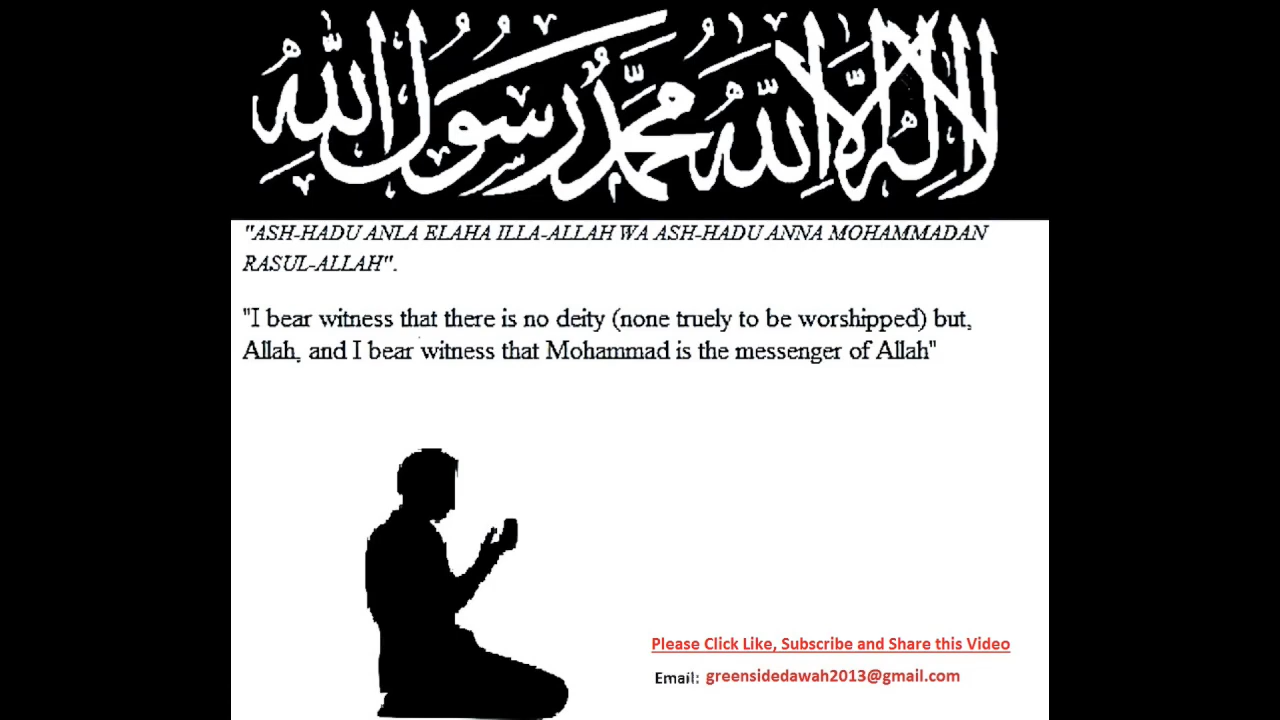 لا إله إلا الله محمد رسول الله
"ASH-HADU ANLA ELAHA ILLA-ALLAH WA ASH-HADU ANNA MOHAMMADAN
RASUL-ALLAH".
"I bear witness that there is no deity (none truely to be worshipped) but,
Allah, and I bear witness that Mohammad is the messenger of Allah"
Please Click Like, Subscribe and Share this Video
Email: greensidedawah2013@gmail.com